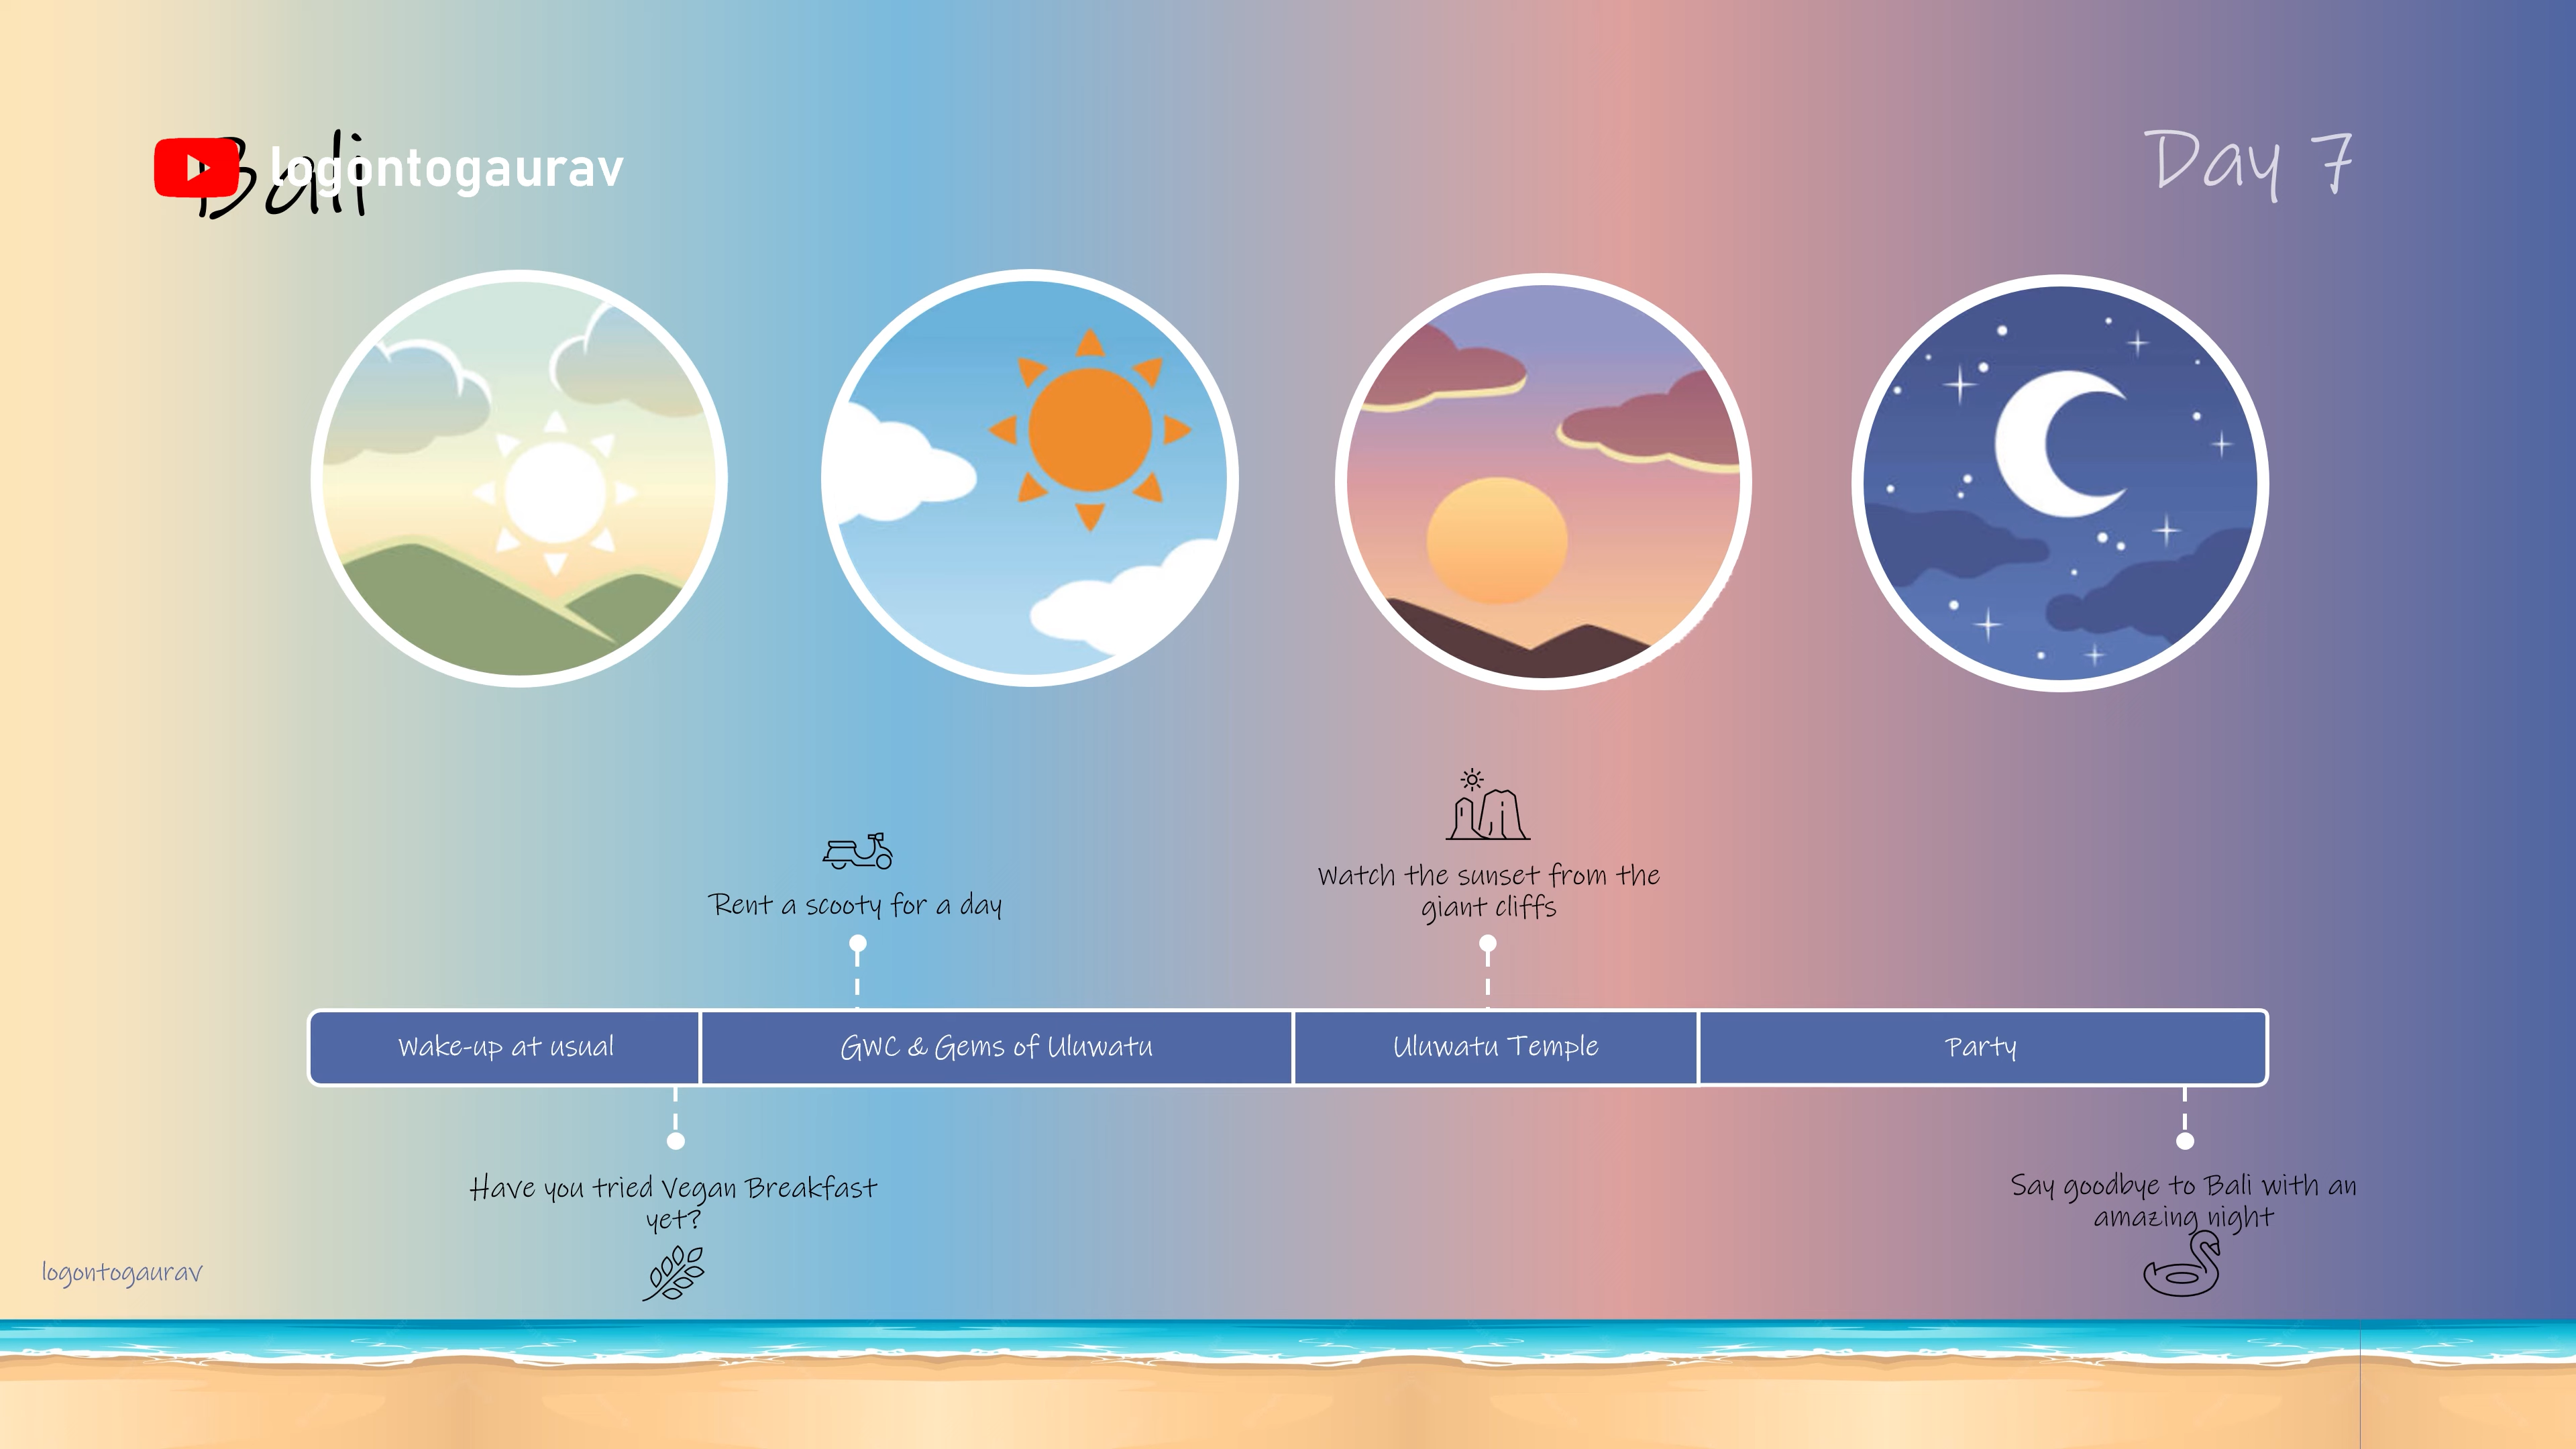 Bali
logontogaurav
Day 7
Rent a scooty for a day
Watch the sunset from the
giant cliffs
Wake-up at usual
GWC & Gems of Uluwatu
Uluwatu Temple
Party
Have you tried Vegan Breakfast
yet?
Say goodbye to Bali with an
amazing night
logontogaurav